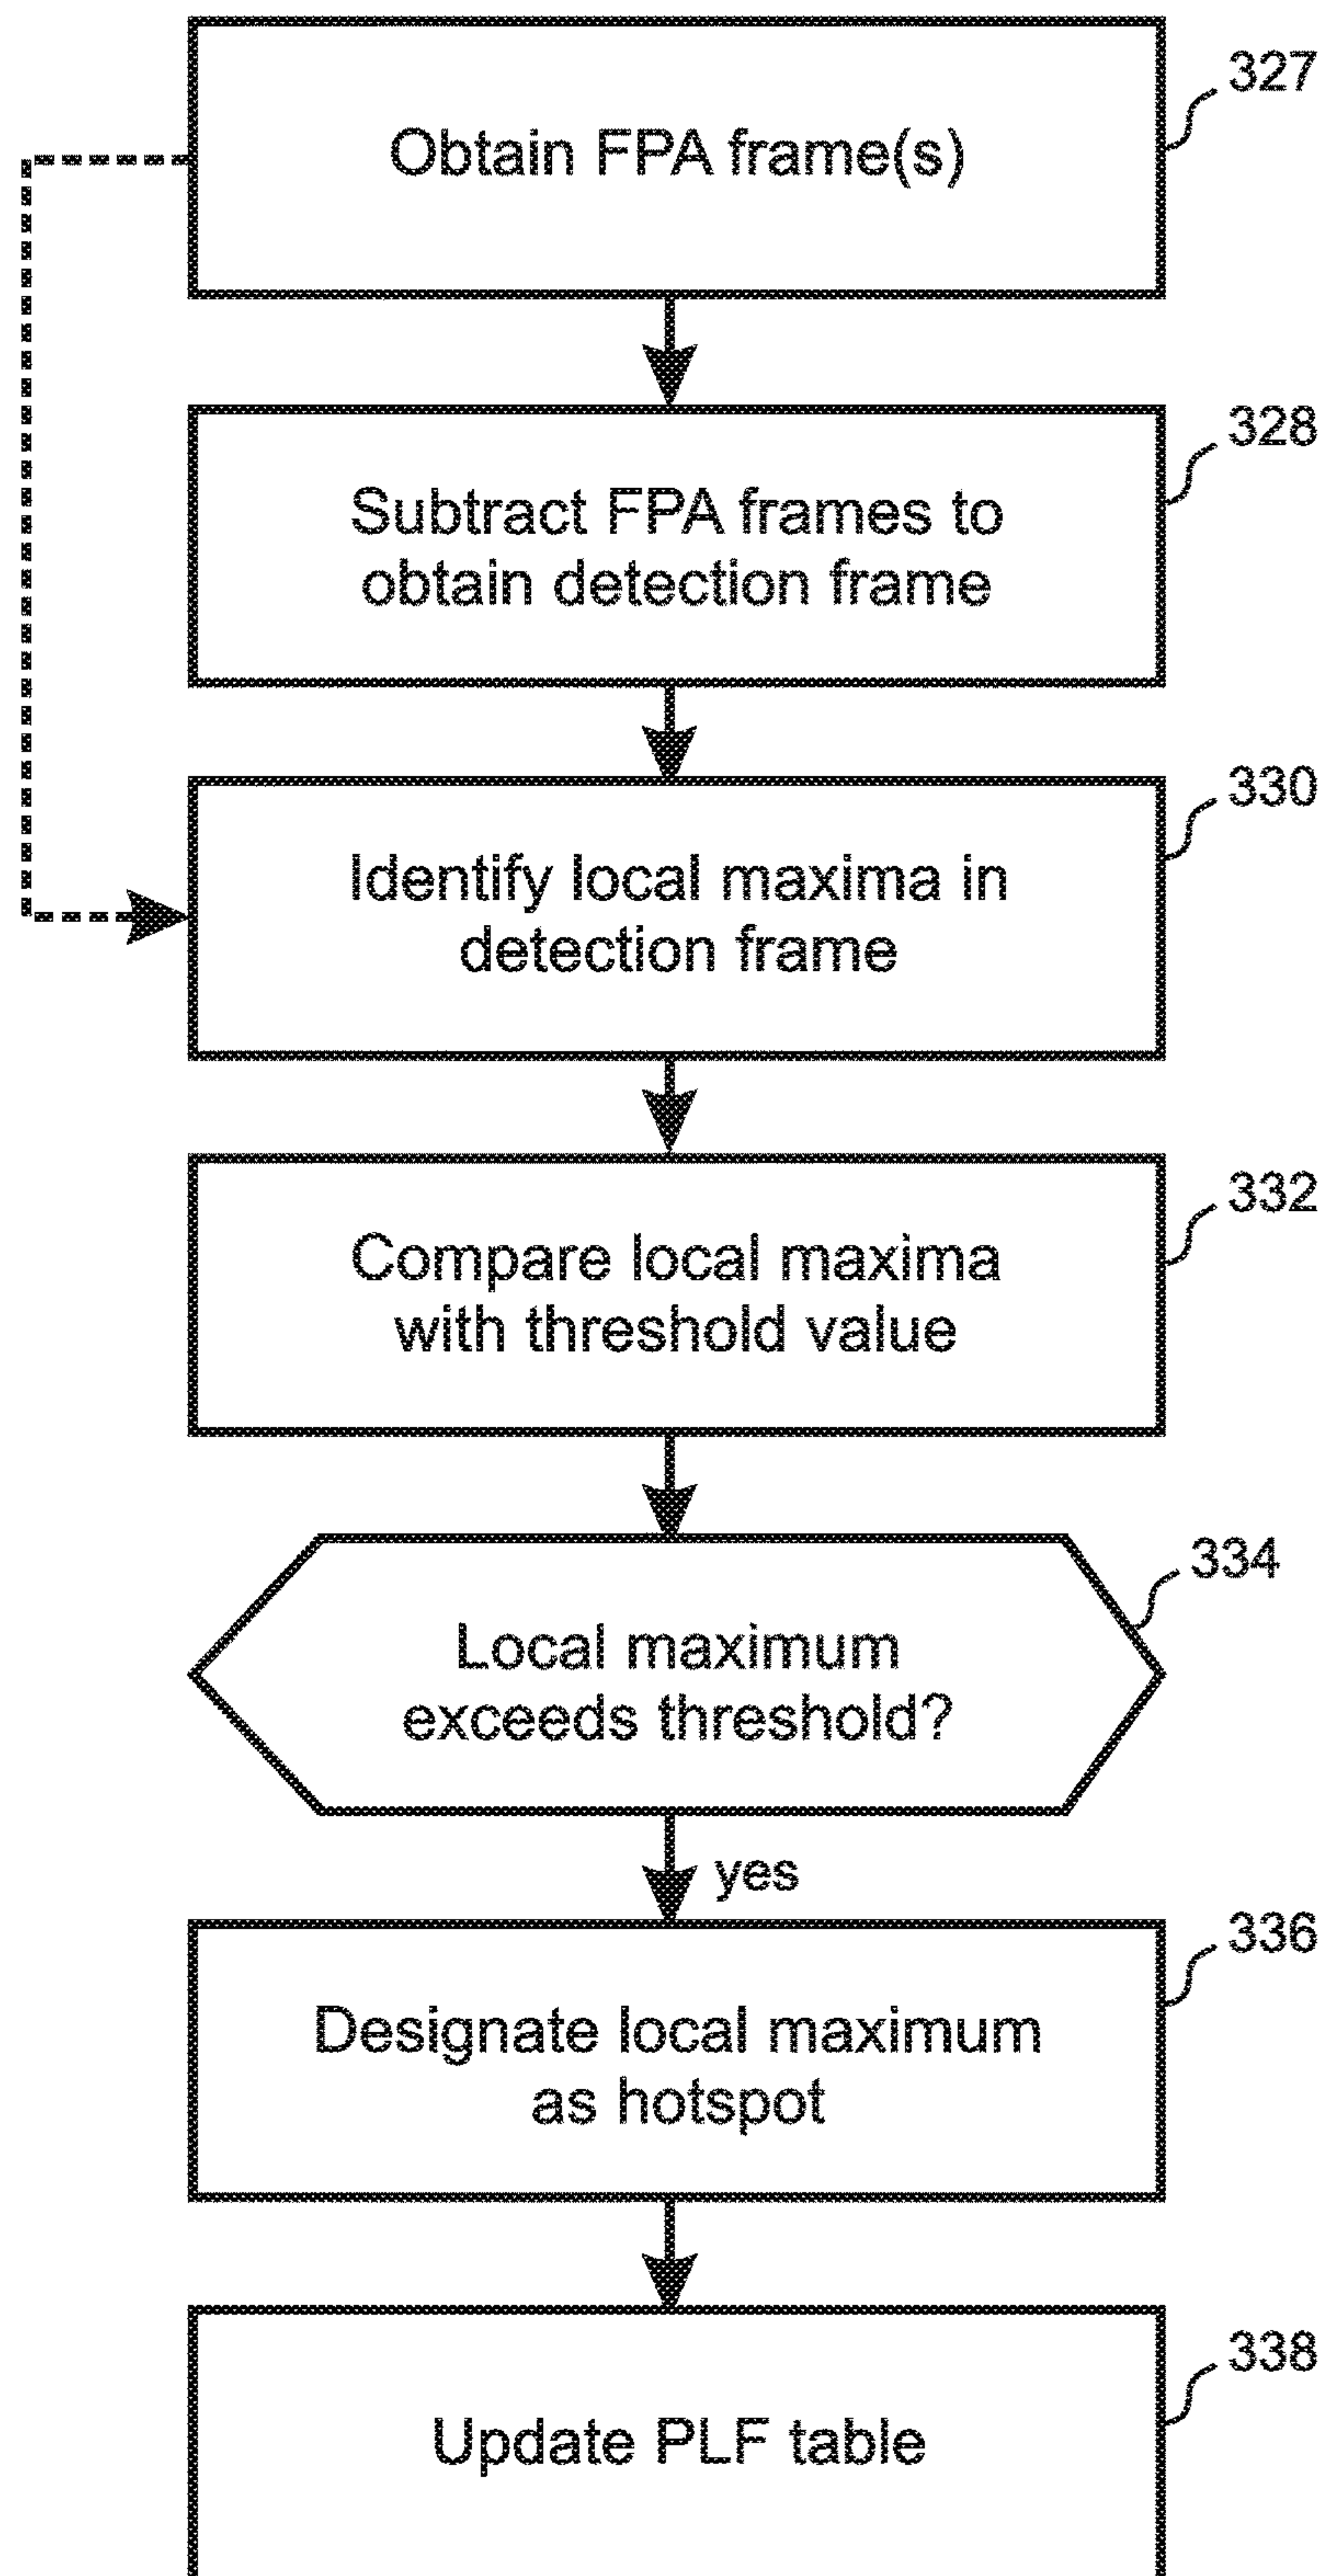 327
Obtain FPA frame(s)
328
Subtract FPA frames to
obtain detection frame
330
Identify local maxima in
detection frame
332
Compare local maxima
with threshold value
334
Local maximum
exceeds threshold?
yes
336
Designate local maximum
as hotspot
338
Update PLF table